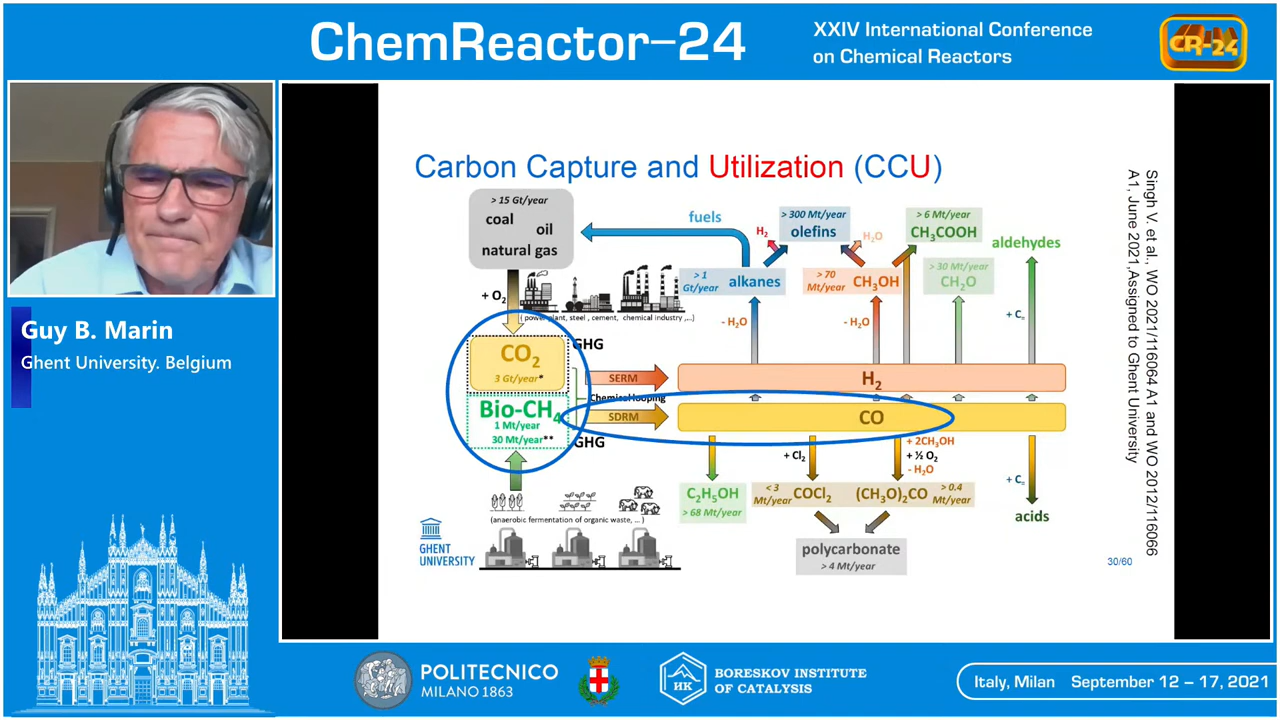 ChemReactor–24
XXIV International Conference
on Chemical Reactors
CR-24
Guy B. Marin
Ghent University. Belgium
Carbon Capture and Utilization (CCU)
> 15 Gt/year
coal
oil
natural gas
fuels
H₂
> 300 Mt/year
olefins
H₂O
> 6 Mt/year
CH₃COOH
aldehydes
+ O₂
> 1
Gt/year
alkanes
> 70
Mt/year
CH₃OH
> 30 Mt/year
CH₂O
( power plant, steel , cement, chemical industry ,...)
- H₂O
- H₂O
+ C₌
CO₂
3 Gt/year*
GHG
SERM
H₂
Chemical looping
Bio-CH₄
1 Mt/year
30 Mt/year**
GHG
SDRM
CO
+ Cl₂
+ 2CH₃OH
+ ½ O₂
- H₂O
+ C₌
C₂H₅OH
> 68 Mt/year
< 3
Mt/year
COCl₂
(CH₃O)₂CO
> 0.4
Mt/year
acids
(anaerobic fermentation of organic waste, ... )
polycarbonate
> 4 Mt/year
GHENT
UNIVERSITY
30/60
Singh V. et al., WO 2021/116064 A1 and WO 2012/116066
A1, June 2021,Assigned to Ghent University
POLITECNICO
MILANO 1863
НК
BORESKOV INSTITUTE
OF CATALYSIS
Italy, Milan September 12 – 17, 2021